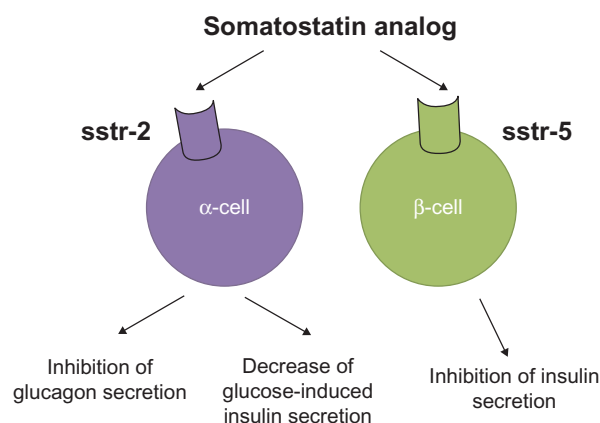 Somatostatin analog
sstr-2
sstr-5
α-cell
β-cell
Inhibition of
glucagon secretion
Decrease of
glucose-induced
insulin secretion
Inhibition of insulin
secretion